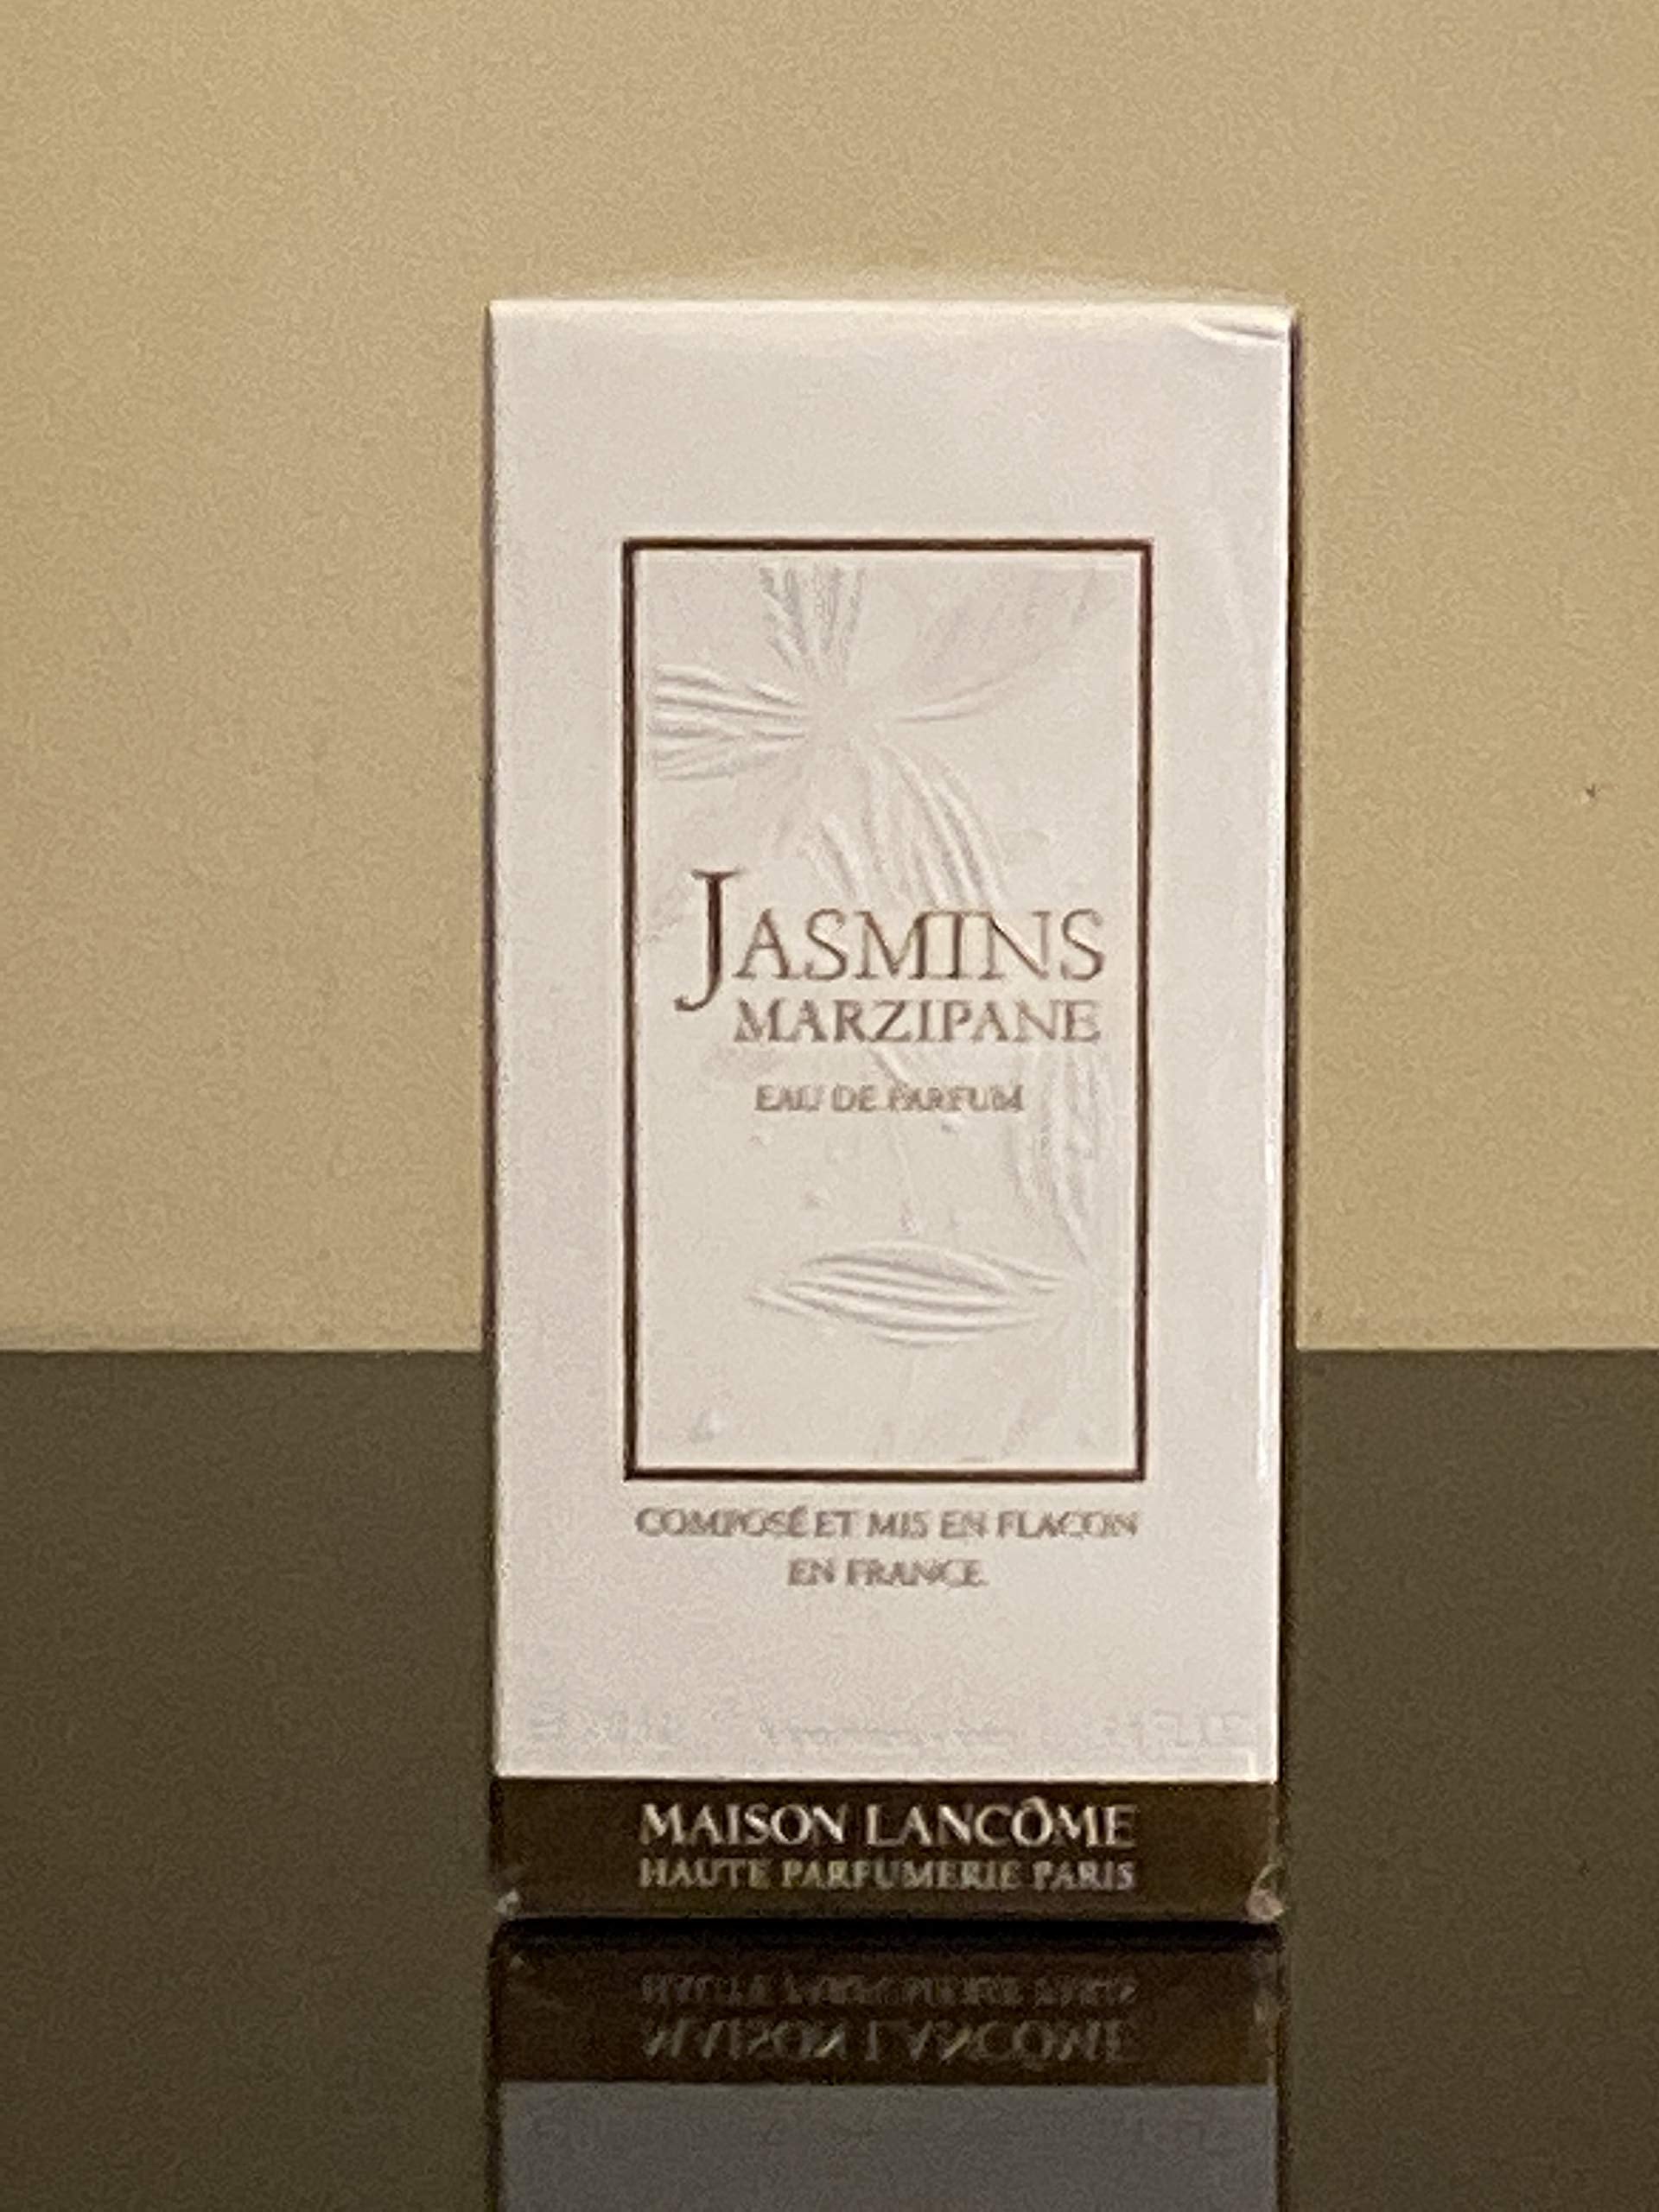 JASMINS
MARZIPANE
EAU DE PARFUM
COMPOSÉ ET MIS EN FLACON
EN FRANCE
MAISON LANCÔME
HAUTE PARFUMERIE PARIS